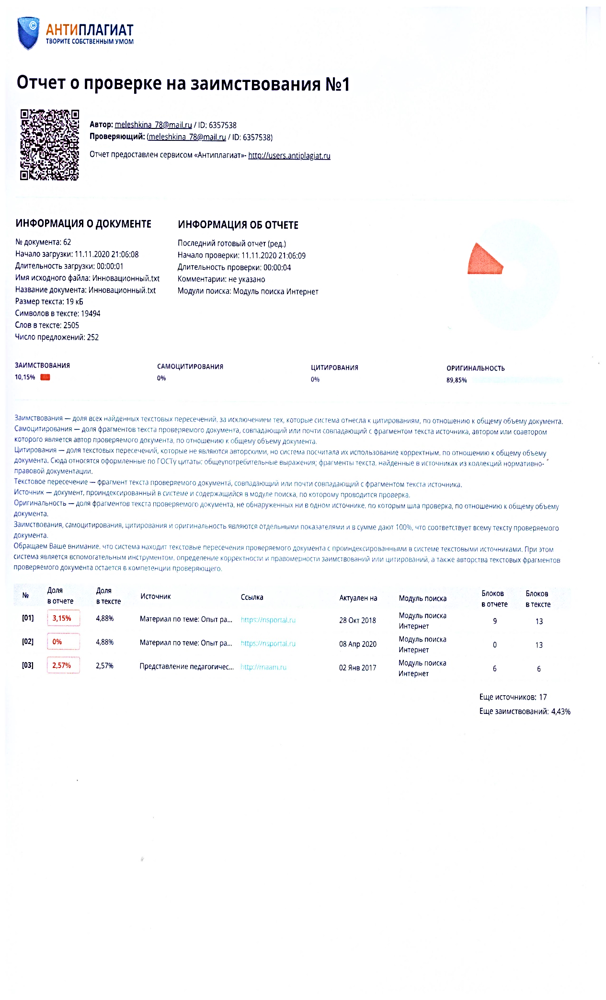 ©
АНТИПЛАГИАТ
ТВОРИТЕ СОБСТВЕННЫМ УМОМ
Отчет о проверке на заимствования №1
Автор: meleshkina_78@mail.ru / ID: 6357538
Проверяющий: (meleshkina_78@mail.ru / ID: 6357538)
Отчет предоставлен сервисом «Антиплагиат»- http://users.antiplagiat.ru
ИНФОРМАЦИЯ О ДОКУМЕНТЕ
№ документа: 62
Начало загрузки: 11.11.2020 21:06:08
Длительность загрузки: 00:00:01
Имя исходного файла: Инновационный.txt
Название документа: Инновационный.txt
Размер текста: 19 кБ
Cимволов в тексте: 19494
Слов в тексте: 2505
Число предложений: 252
ИНФОРМАЦИЯ ОБ ОТЧЕТЕ
Последний готовый отчет (ред.)
Начало проверки: 11.11.2020 21:06:09
Длительность проверки: 00:00:04
Комментарии: не указано
Модули поиска: Модуль поиска Интернет
ЗАИМСТВОВАНИЯ САМОЦИТИРОВАНИЯ ЦИТИРОВАНИЯ ОРИГИНАЛЬНОСТЬ
10,15% 0% 0% 89,85%
Заимствования — доля всех найденных текстовых пересечений, за исключением тех, которые система отнесла к цитированиям, по отношению к общему объему документа.
Самоцитирования — доля фрагментов текста проверяемого документа, совпадающий или почти совпадающий с фрагментом текста источника, автором или соавтором
которого является автор проверяемого документа, по отношению к общему объему документа.
Цитирования — доля текстовых пересечений, которые не являются авторскими, но система посчитала их использование корректным, по отношению к общему объему
документа. Сюда относятся оформленные по ГОСТу цитаты; общеупотребительные выражения; фрагменты текста, найденные в источниках из коллекций нормативно-
правовой документации.
Текстовое пересечение — фрагмент текста проверяемого документа, совпадающий или почти совпадающий с фрагментом текста источника.
Источник — документ, проиндексированный в системе и содержащийся в модуле поиска, по которому проводится проверка.
Оригинальность — доля фрагментов текста проверяемого документа, не обнаруженных ни в одном источнике, по которым шла проверка, по отношению к общему объему
документа.
Заимствования, самоцитирования, цитирования и оригинальность являются отдельными показателями и в сумме дают 100%, что соответствует всему тексту проверяемого
документа.
Обращаем Ваше внимание, что система находит текстовые пересечения проверяемого документа с проиндексированными в системе текстовыми источниками. При этом
система является вспомогательным инструментом, определение корректности и правомерности заимствований или цитирований, а также авторства текстовых фрагментов
проверяемого документа остается в компетенции проверяющего.
№ Доля в отчете Доля в тексте Источник Ссылка Актуален на Модуль поиска Блоков в отчете Блоков в тексте
[01] 3,15% 4,88% Материал по теме: Опыт ра... https://nsportal.ru 28 Окт 2018 Модуль поиска Интернет 9 13
[02] 0% 4,88% Материал по теме: Опыт ра... https://nsportal.ru 08 Апр 2020 Модуль поиска Интернет 0 13
[03] 2,57% 2,57% Представление педагогичес... http://maam.ru 02 Янв 2017 Модуль поиска Интернет 6 6
Еще источников: 17
Еще заимствований: 4,43%